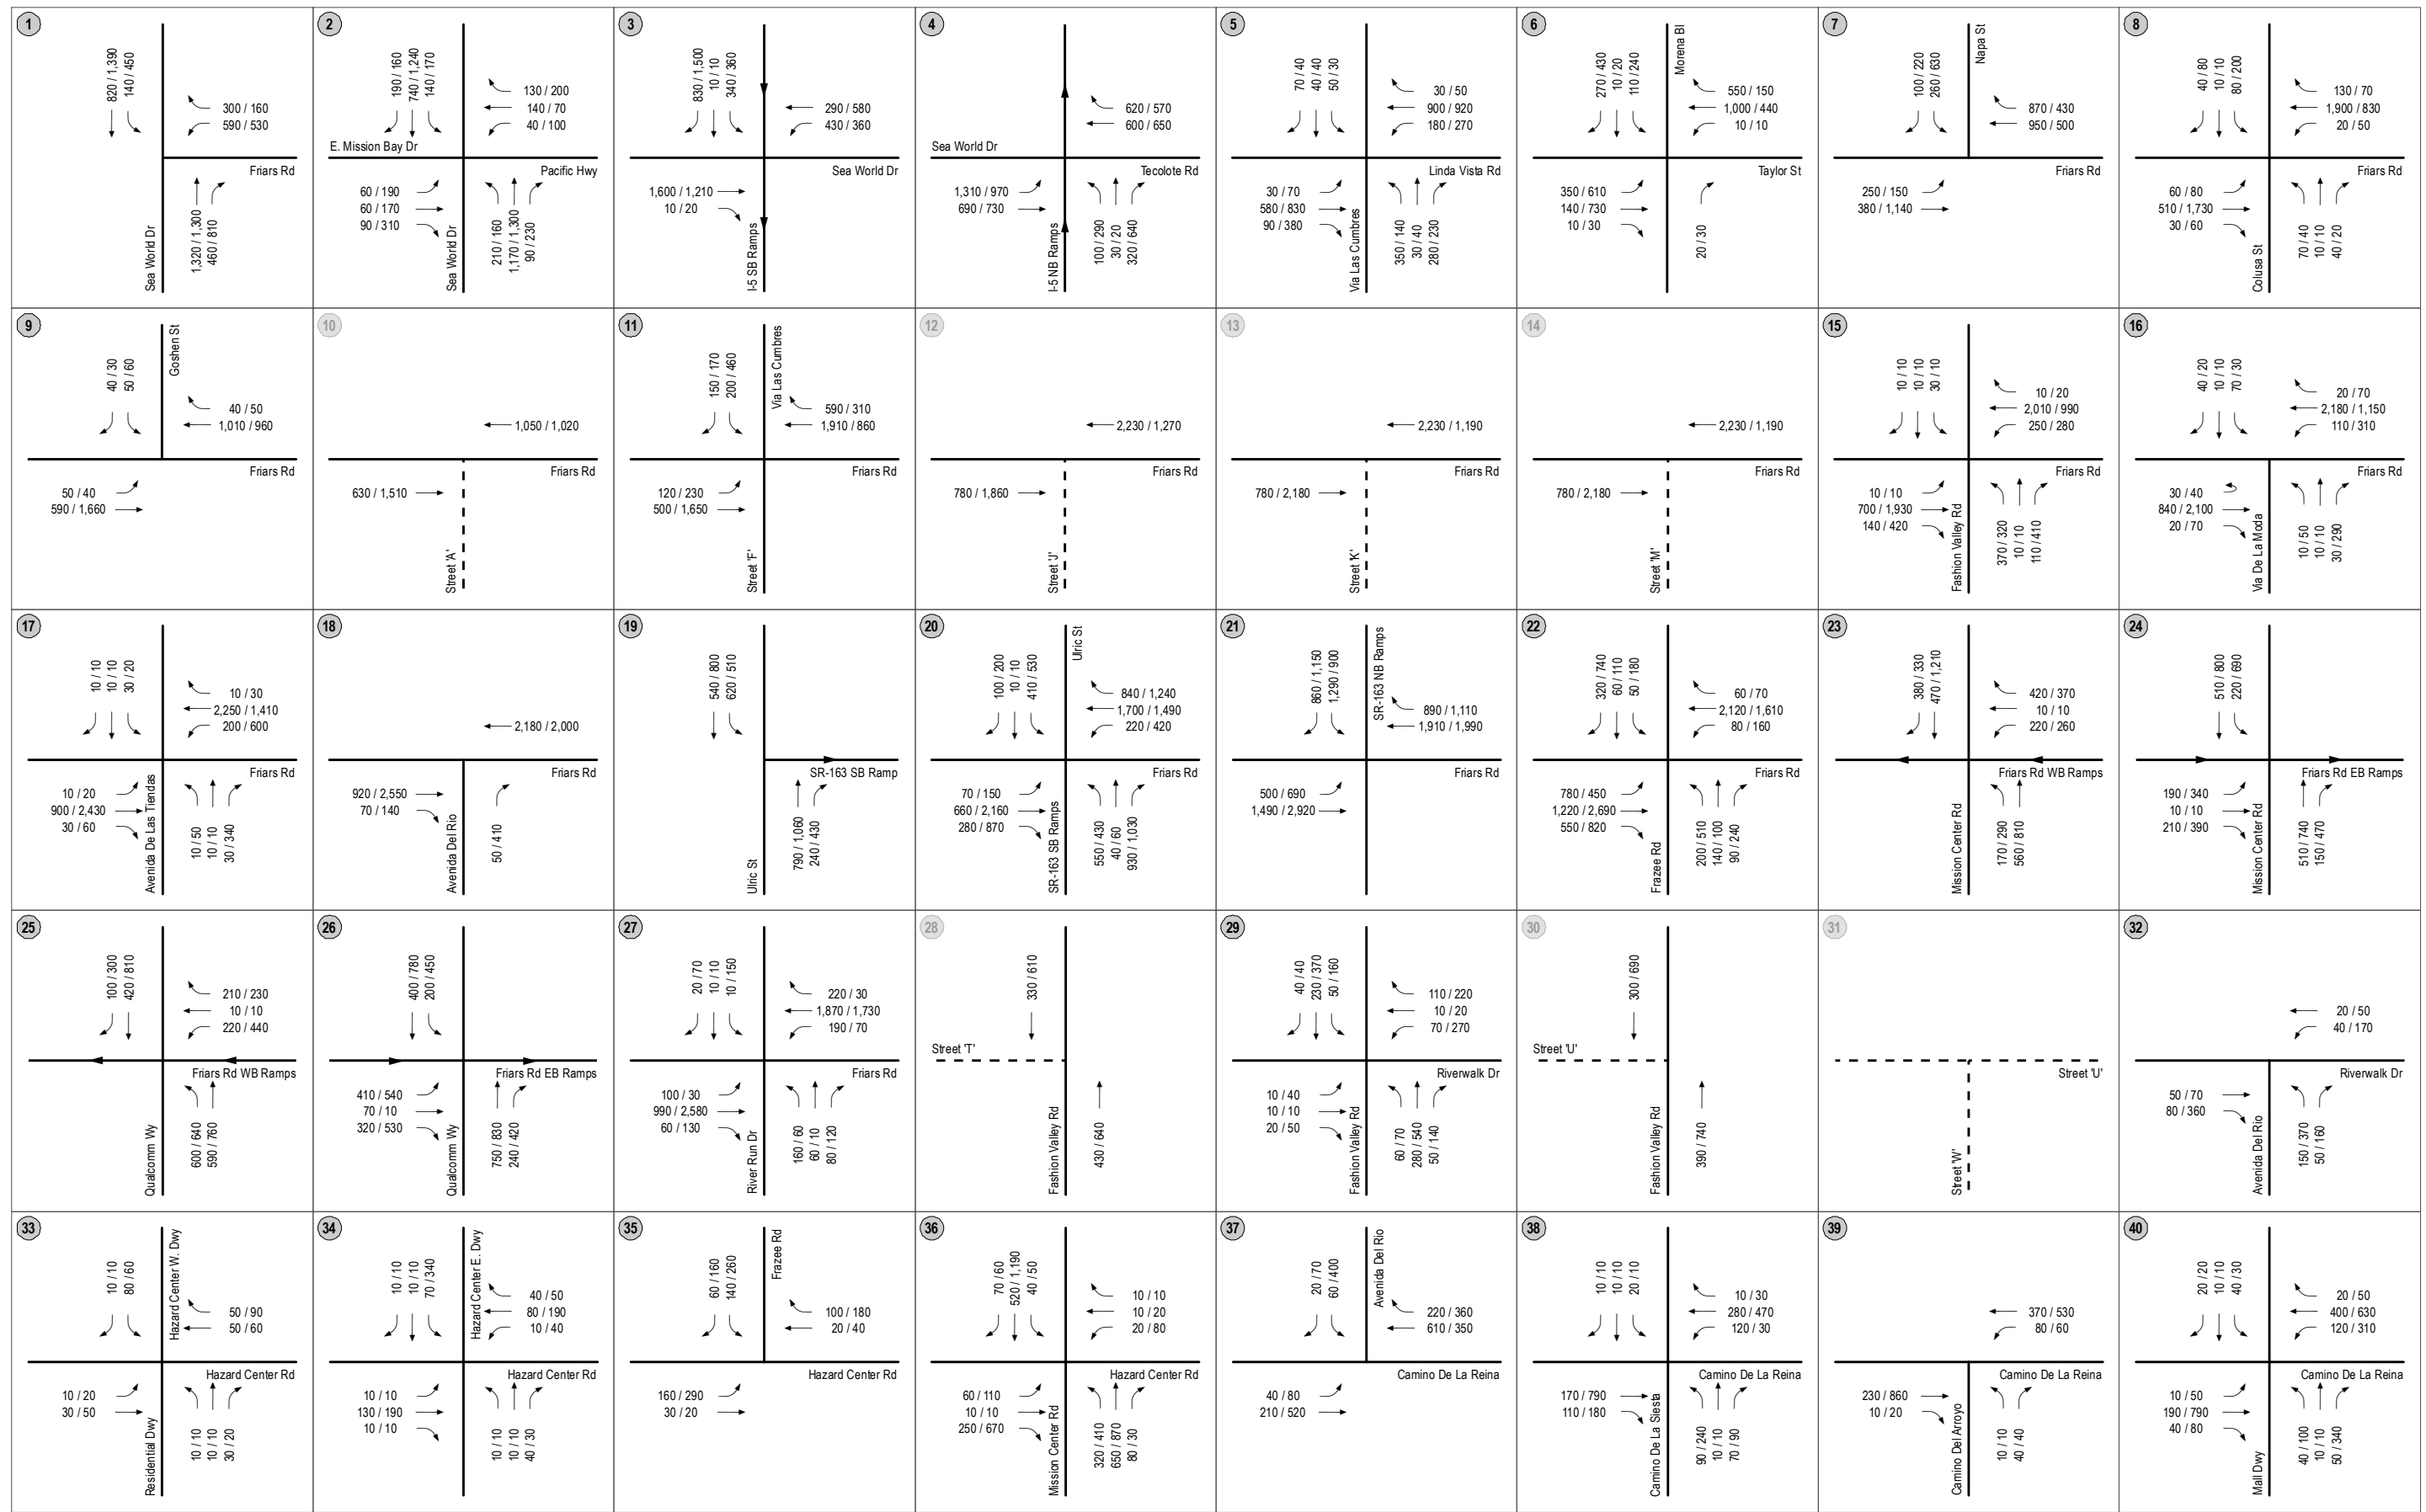 1
820 / 1,390
140 / 450
300 / 160
590 / 530
Friars Rd
Sea World Dr
1,320 / 1,300
460 / 810
2
190 / 160
740 / 1,240
140 / 170
130 / 200
140 / 70
40 / 100
E. Mission Bay Dr
Pacific Hwy
60 / 190
60 / 170
90 / 310
Sea World Dr
210 / 160
1,170 / 1,300
90 / 230
3
830 / 1,500
10 / 10
340 / 360
290 / 580
430 / 360
Sea World Dr
1,600 / 1,210
10 / 20
I-5 SB Ramps
4
620 / 570
600 / 650
Sea World Dr
Tecolote Rd
1,310 / 970
690 / 730
I-5 NB Ramps
100 / 290
30 / 20
320 / 640
5
70 / 40
40 / 40
50 / 30
30 / 50
900 / 920
180 / 270
Linda Vista Rd
30 / 70
580 / 830
90 / 380
Via Las Cumbres
350 / 140
30 / 40
280 / 230
6
270 / 430
10 / 20
110 / 240
Morena Bl
550 / 150
1,000 / 440
10 / 10
Taylor St
350 / 610
140 / 730
10 / 30
20 / 30
7
100 / 220
260 / 630
Napa St
870 / 430
950 / 500
Friars Rd
250 / 150
380 / 1,140
8
40 / 80
10 / 10
80 / 200
130 / 70
1,900 / 830
20 / 50
Friars Rd
60 / 80
510 / 1,730
30 / 60
Colusa St
70 / 40
10 / 10
40 / 20
9
40 / 30
50 / 60
Goshen St
40 / 50
1,010 / 960
Friars Rd
50 / 40
590 / 1,660
10
1,050 / 1,020
Friars Rd
630 / 1,510
Street 'A'
11
150 / 170
200 / 460
Via Las Cumbres
590 / 310
1,910 / 860
Friars Rd
120 / 230
500 / 1,650
Street 'F'
12
2,230 / 1,270
Friars Rd
780 / 1,860
Street 'J'
13
2,230 / 1,190
Friars Rd
780 / 2,180
Street 'K'
14
2,230 / 1,190
Friars Rd
780 / 2,180
Street 'M'
15
10 / 10
10 / 10
30 / 10
10 / 20
2,010 / 990
250 / 280
Friars Rd
10 / 10
700 / 1,930
140 / 420
Fashion Valley Rd
370 / 320
10 / 10
110 / 410
16
40 / 20
10 / 10
70 / 30
20 / 70
2,180 / 1,150
110 / 310
Friars Rd
30 / 40
840 / 2,100
20 / 70
Via De La Moda
10 / 50
10 / 10
30 / 290
17
10 / 10
10 / 10
30 / 20
10 / 30
2,250 / 1,410
200 / 600
Friars Rd
10 / 20
900 / 2,430
30 / 60
Avenida De Las Tiendas
10 / 50
10 / 10
30 / 340
18
2,180 / 2,000
Friars Rd
920 / 2,550
70 / 140
Avenida Del Rio
50 / 410
19
540 / 800
620 / 510
SR-163 SB Ramp
Ulric St
790 / 1,060
240 / 430
20
100 / 200
10 / 10
410 / 530
Ulric St
840 / 1,240
1,700 / 1,490
220 / 420
Friars Rd
70 / 150
660 / 2,160
280 / 870
SR-163 SB Ramps
550 / 430
40 / 60
930 / 1,030
21
860 / 1,150
1,290 / 900
SR-163 NB Ramps
890 / 1,110
1,910 / 1,990
Friars Rd
500 / 690
1,490 / 2,920
22
320 / 740
60 / 110
50 / 180
60 / 70
2,120 / 1,610
80 / 160
Friars Rd
780 / 450
1,220 / 2,690
550 / 820
Frazee Rd
200 / 510
140 / 100
90 / 240
23
380 / 330
470 / 1,210
420 / 370
10 / 10
220 / 260
Friars Rd WB Ramps
Mission Center Rd
170 / 290
560 / 810
24
510 / 800
220 / 690
Friars Rd EB Ramps
190 / 340
10 / 10
210 / 390
Mission Center Rd
510 / 740
150 / 470
25
100 / 300
420 / 810
210 / 230
10 / 10
220 / 440
Friars Rd WB Ramps
Qualcomm Wy
600 / 640
590 / 760
26
400 / 780
200 / 450
Friars Rd EB Ramps
410 / 540
70 / 10
320 / 530
Qualcomm Wy
750 / 830
240 / 420
27
20 / 70
10 / 10
10 / 150
220 / 30
1,870 / 1,730
190 / 70
Friars Rd
100 / 30
990 / 2,580
60 / 130
River Run Dr
160 / 60
60 / 10
80 / 120
28
330 / 610
Street 'T'
Fashion Valley Rd
430 / 640
29
40 / 40
230 / 370
50 / 160
110 / 220
10 / 20
70 / 270
Riverwalk Dr
10 / 40
10 / 10
20 / 50
Fashion Valley Rd
60 / 70
280 / 540
50 / 140
30
300 / 690
Street 'U'
Fashion Valley Rd
390 / 740
31
Street 'U'
Street 'W'
32
20 / 50
40 / 170
Riverwalk Dr
50 / 70
80 / 360
Avenida Del Rio
150 / 370
50 / 160
33
10 / 10
80 / 60
Hazard Center W. Dwy
50 / 90
50 / 60
Hazard Center Rd
10 / 20
30 / 50
Residential Dwy
10 / 10
10 / 10
30 / 20
34
10 / 10
10 / 10
70 / 340
Hazard Center E. Dwy
40 / 50
80 / 190
10 / 40
Hazard Center Rd
10 / 10
130 / 190
10 / 10
10 / 10
10 / 10
40 / 30
35
60 / 160
140 / 260
Frazee Rd
100 / 180
20 / 40
Hazard Center Rd
160 / 290
30 / 20
36
70 / 60
520 / 1,190
40 / 50
10 / 10
10 / 20
20 / 80
Hazard Center Rd
60 / 110
10 / 10
250 / 670
Mission Center Rd
320 / 410
650 / 870
80 / 30
37
20 / 70
60 / 400
Avenida Del Rio
220 / 360
610 / 350
Camino De La Reina
40 / 80
210 / 520
38
10 / 10
10 / 10
20 / 10
10 / 30
280 / 470
120 / 30
Camino De La Reina
170 / 790
110 / 180
Camino De La Siesta
90 / 240
10 / 10
70 / 90
39
370 / 530
80 / 60
Camino De La Reina
230 / 860
10 / 20
Camino Del Arroyo
10 / 10
40 / 40
40
20 / 20
10 / 10
40 / 30
20 / 50
400 / 630
120 / 310
Camino De La Reina
10 / 50
190 / 790
40 / 80
Mall Dwy
40 / 100
10 / 10
50 / 340